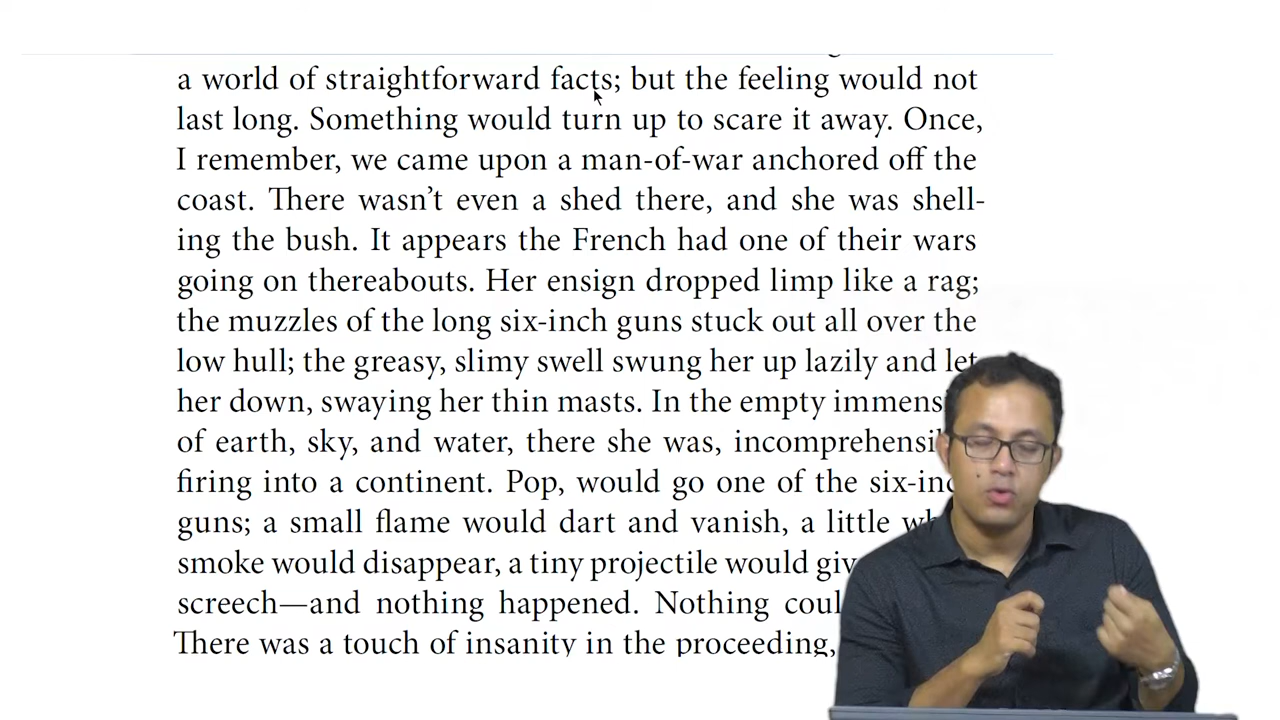 a world of straightforward facts; but the feeling would not
last long. Something would turn up to scare it away. Once,
I remember, we came upon a man-of-war anchored off the
coast. There wasn't even a shed there, and she was shell-
ing the bush. It appears the French had one of their wars
going on thereabouts. Her ensign dropped limp like a rag;
the muzzles of the long six-inch guns stuck out all over the
low hull; the greasy, slimy swell swung her up lazily and let
her down, swaying her thin masts. In the empty
of earth, sky, and water, there she was,
firing into a continent. Pop, would go one of the
guns; a small flame would dart and vanish, a little
smoke would disappear, a tiny projectile would
screech—and nothing happened. Nothing
There was a touch of insanity in the proceeding,